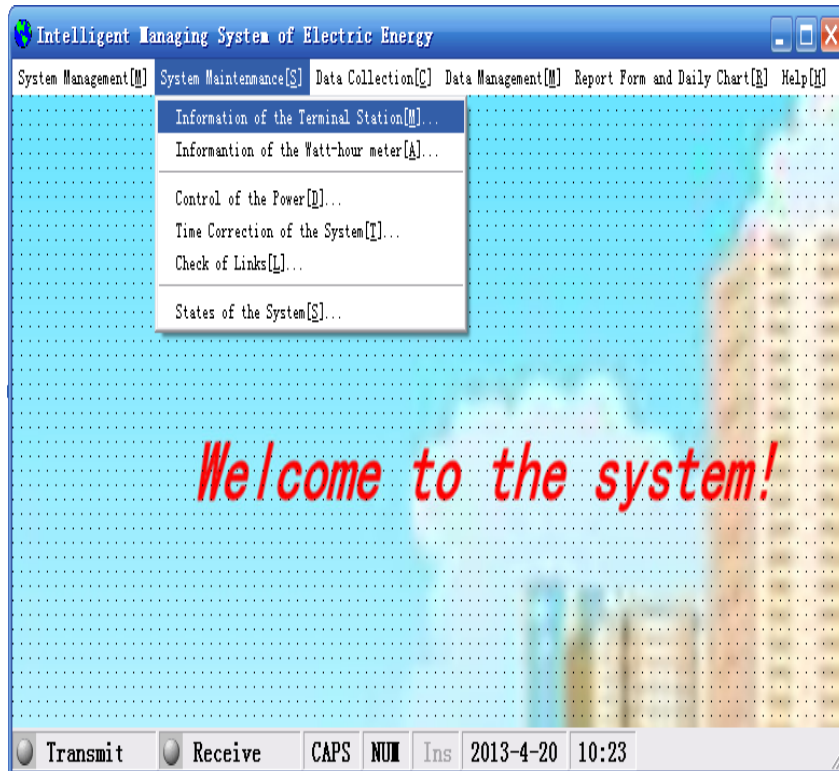 Intelligent Managing System of Electric Energy
System Management[M] System Maintenmance[S] Data Collection[C] Data Management[M] Report Form and Daily Chart[R] Help[H]
Information of the Terminal Station[M]...
Informantion of the Watt-hour meter[A]...
Control of the Power[D]...
Time Correction of the System[T]...
Check of Links[L]...
States of the System[S]...
Welcome to the system!
Transmit Receive CAPS NUM Ins 2013-4-20 10:23